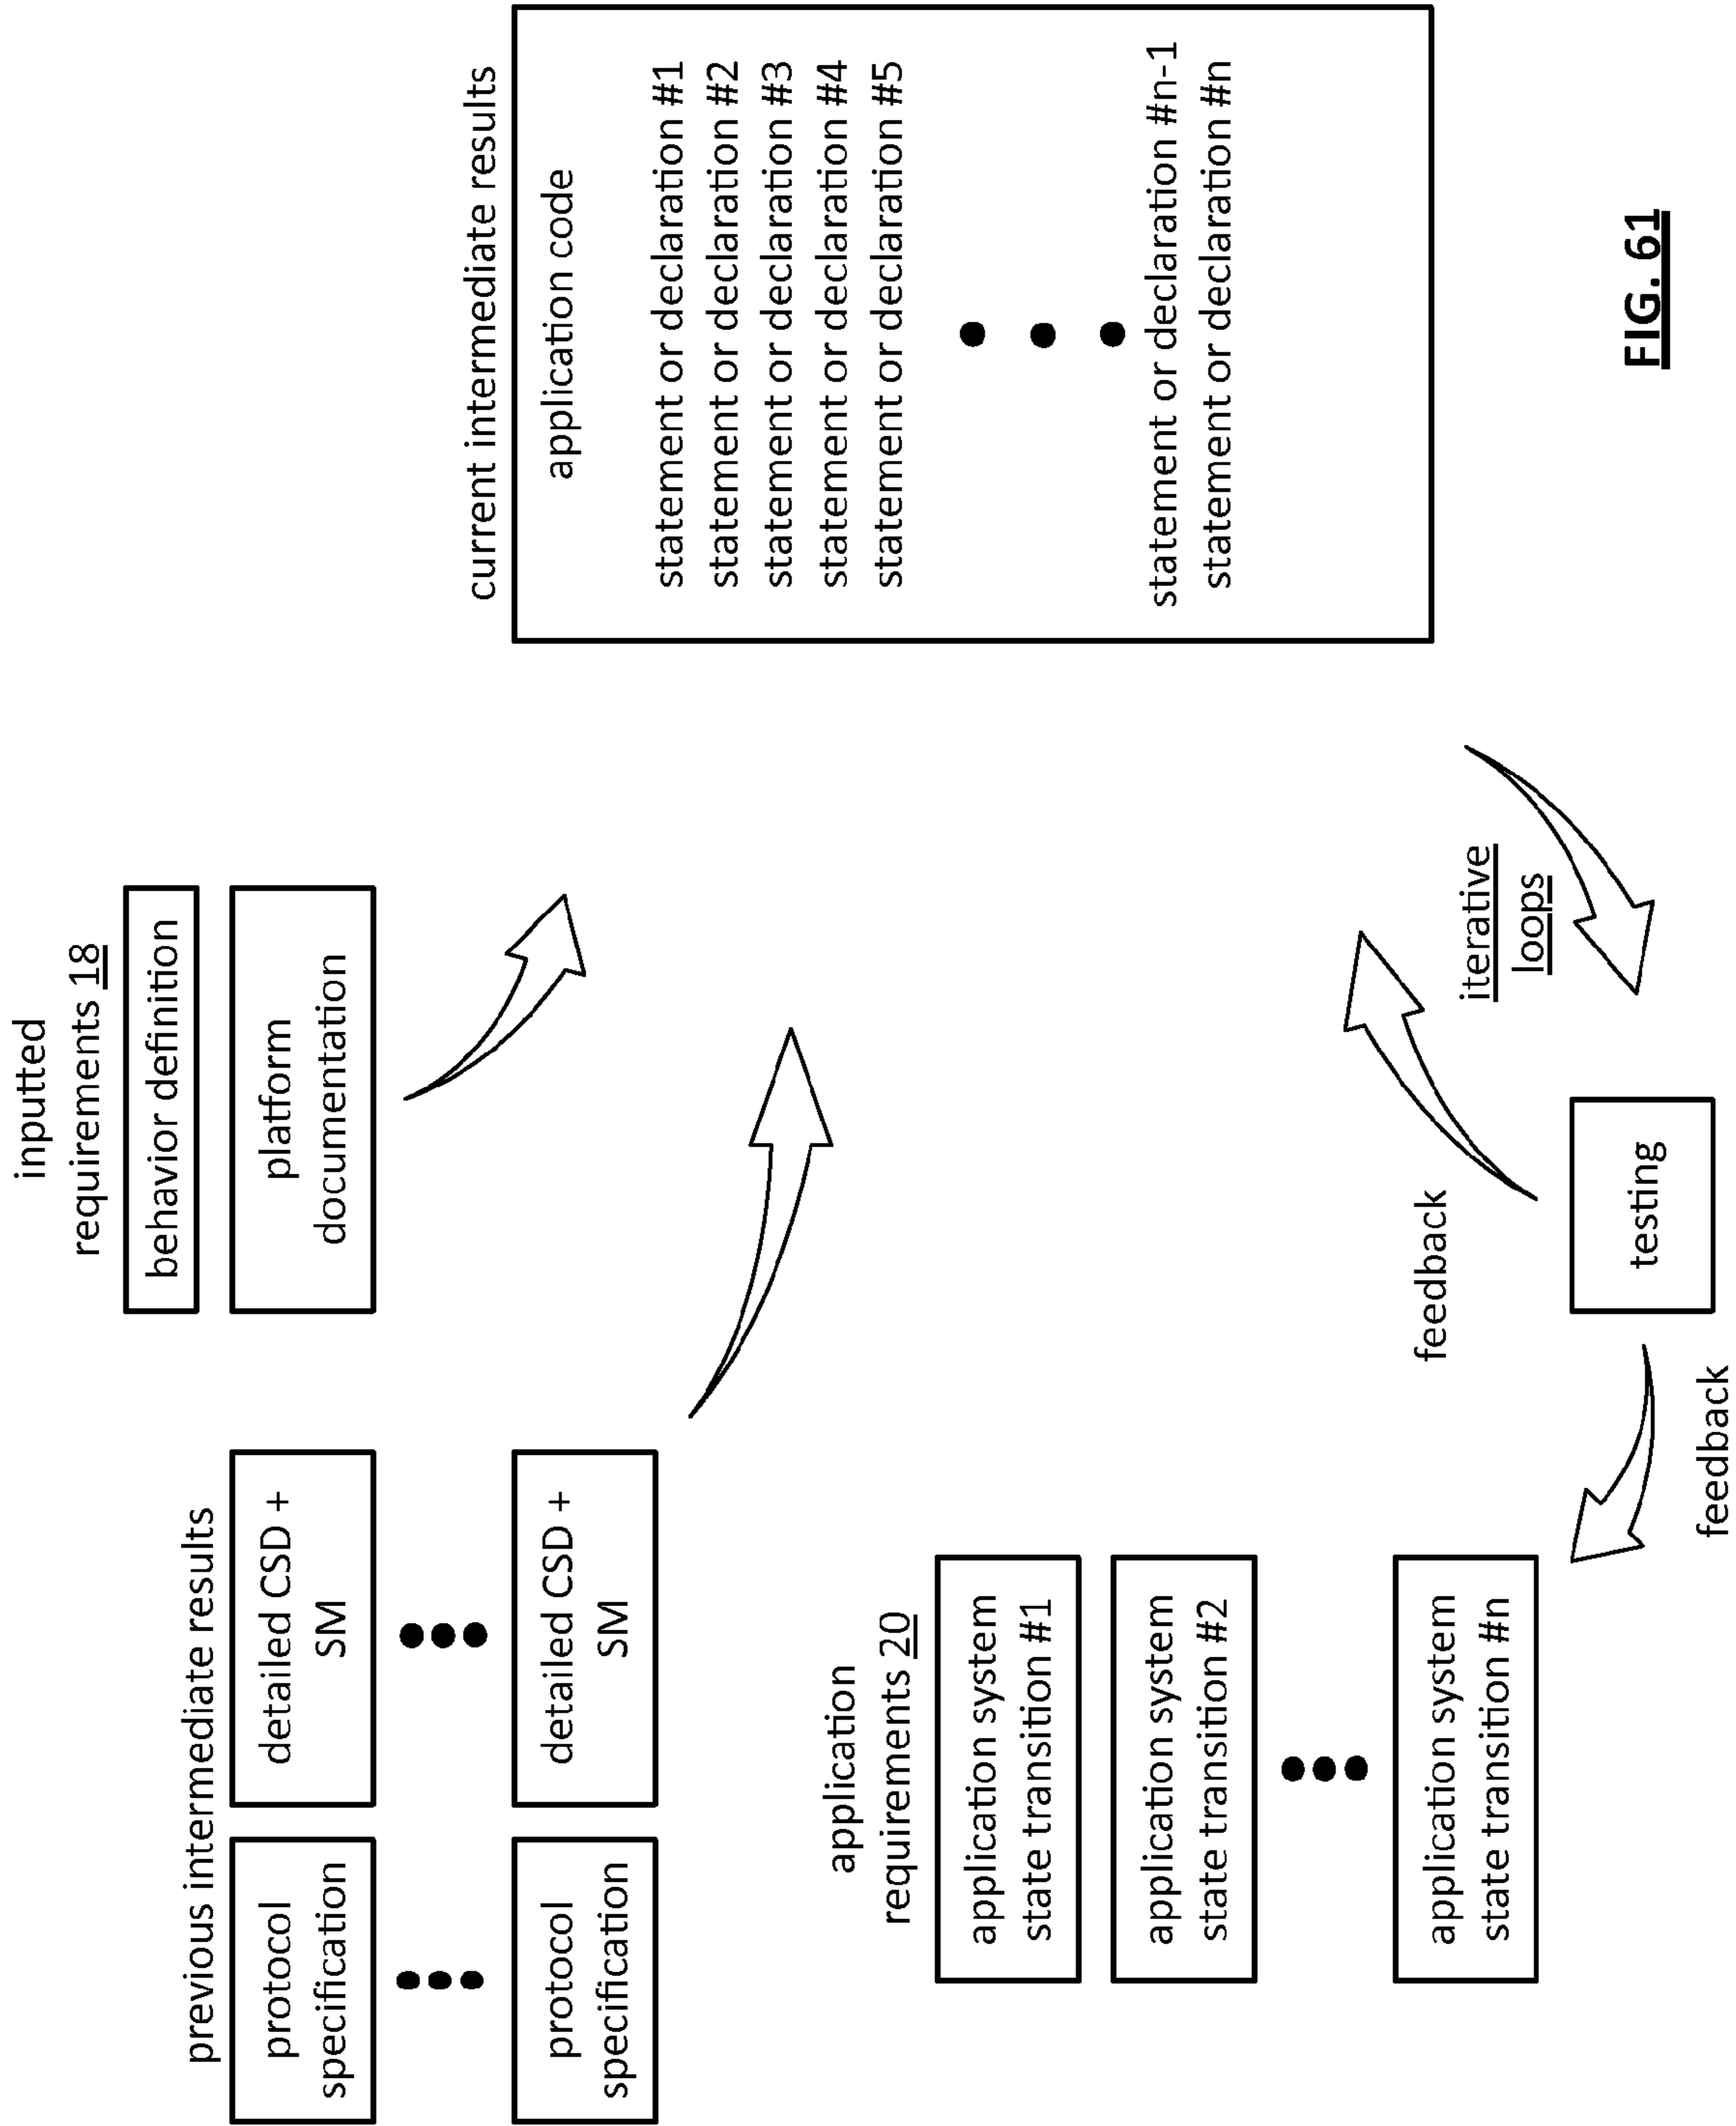 inputted
requirements 18
behavior definition
platform
documentation
previous intermediate results
protocol
specification
detailed CSD +
SM
protocol
specification
detailed CSD +
SM
current intermediate results
application code
statement or declaration #1
statement or declaration #2
statement or declaration #3
statement or declaration #4
statement or declaration #5
statement or declaration #n-1
statement or declaration #n
application
requirements 20
application system
state transition #1
application system
state transition #2
application system
state transition #n
feedback
iterative
loops
testing
feedback
FIG. 61